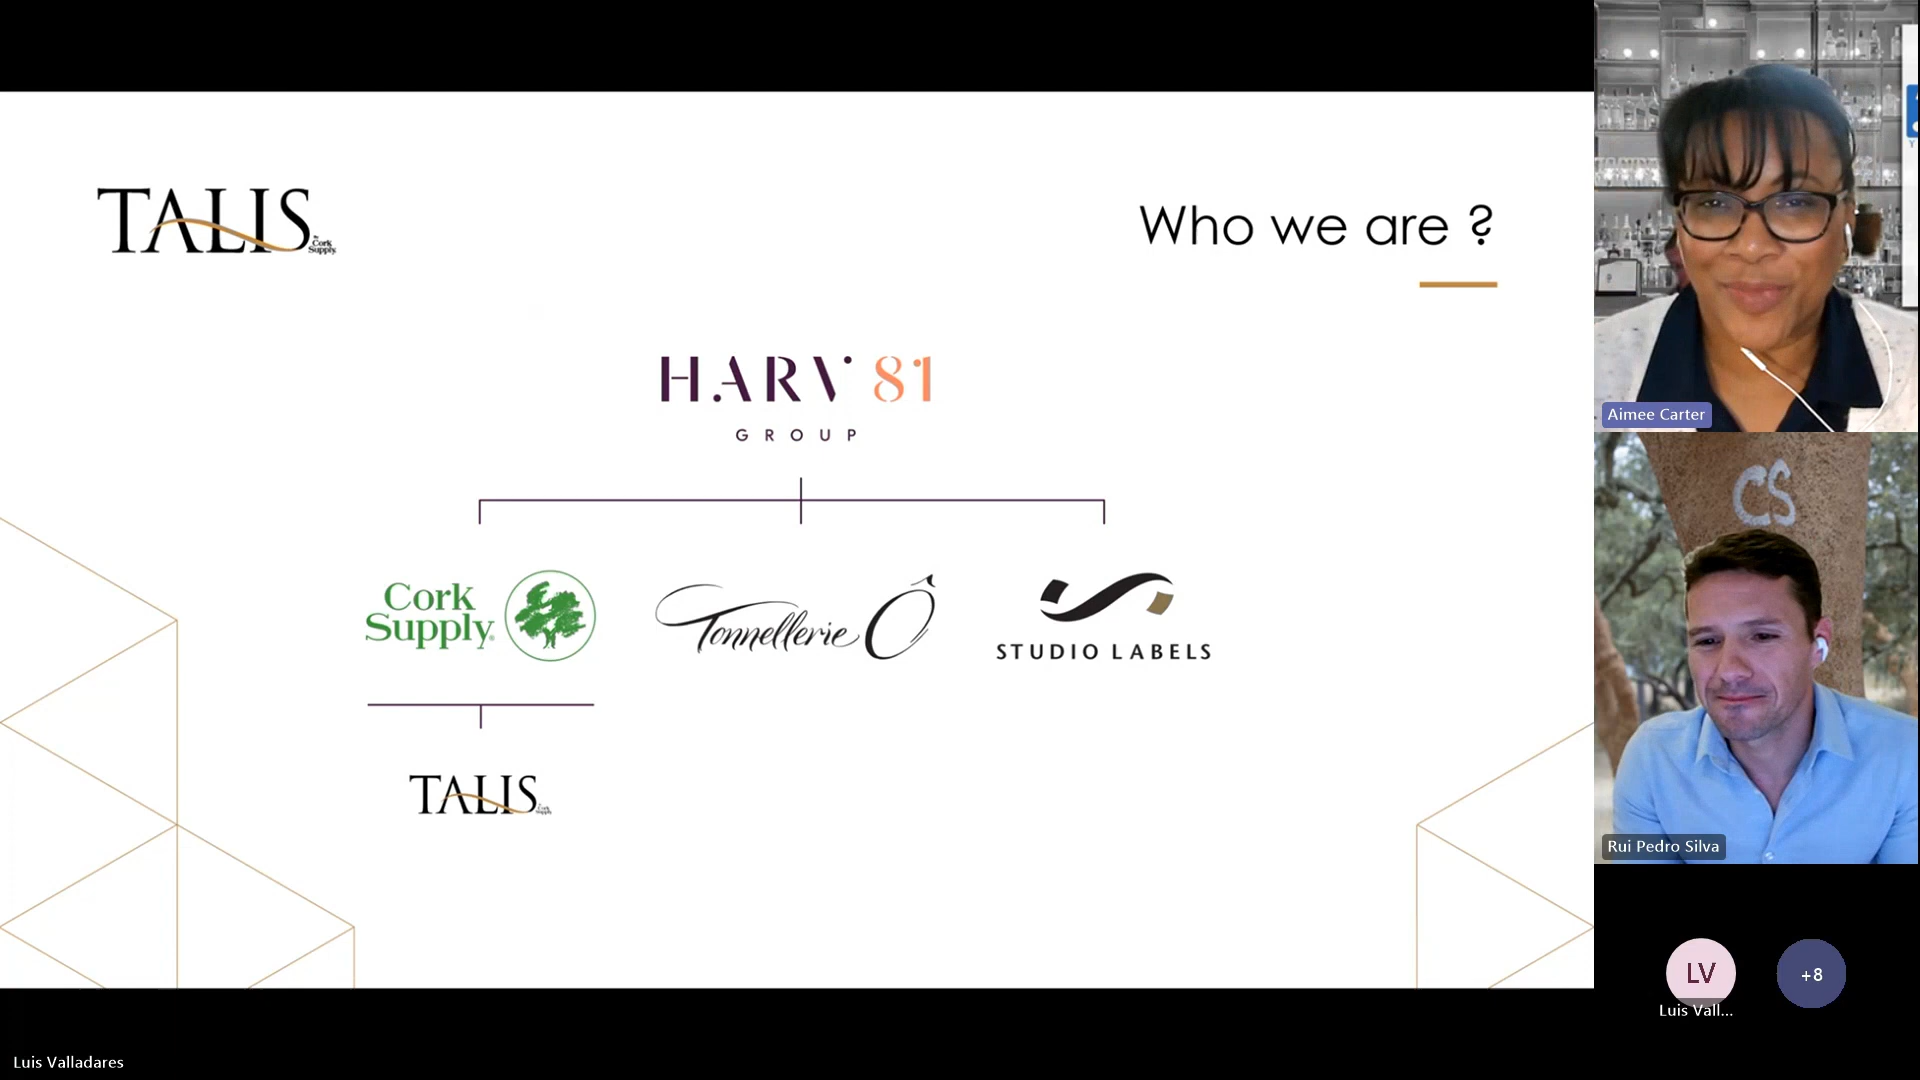 TALIS
by
Cork
Supply.
Who we are ?
HARV 81
GROUP
Cork
Supply®
Tonnellerie Ô
STUDIO LABELS
TALIS
Cork
Supply
Aimee Carter
CS
Rui Pedro Silva
LV
+8
Luis Vall...
Luis Valladares